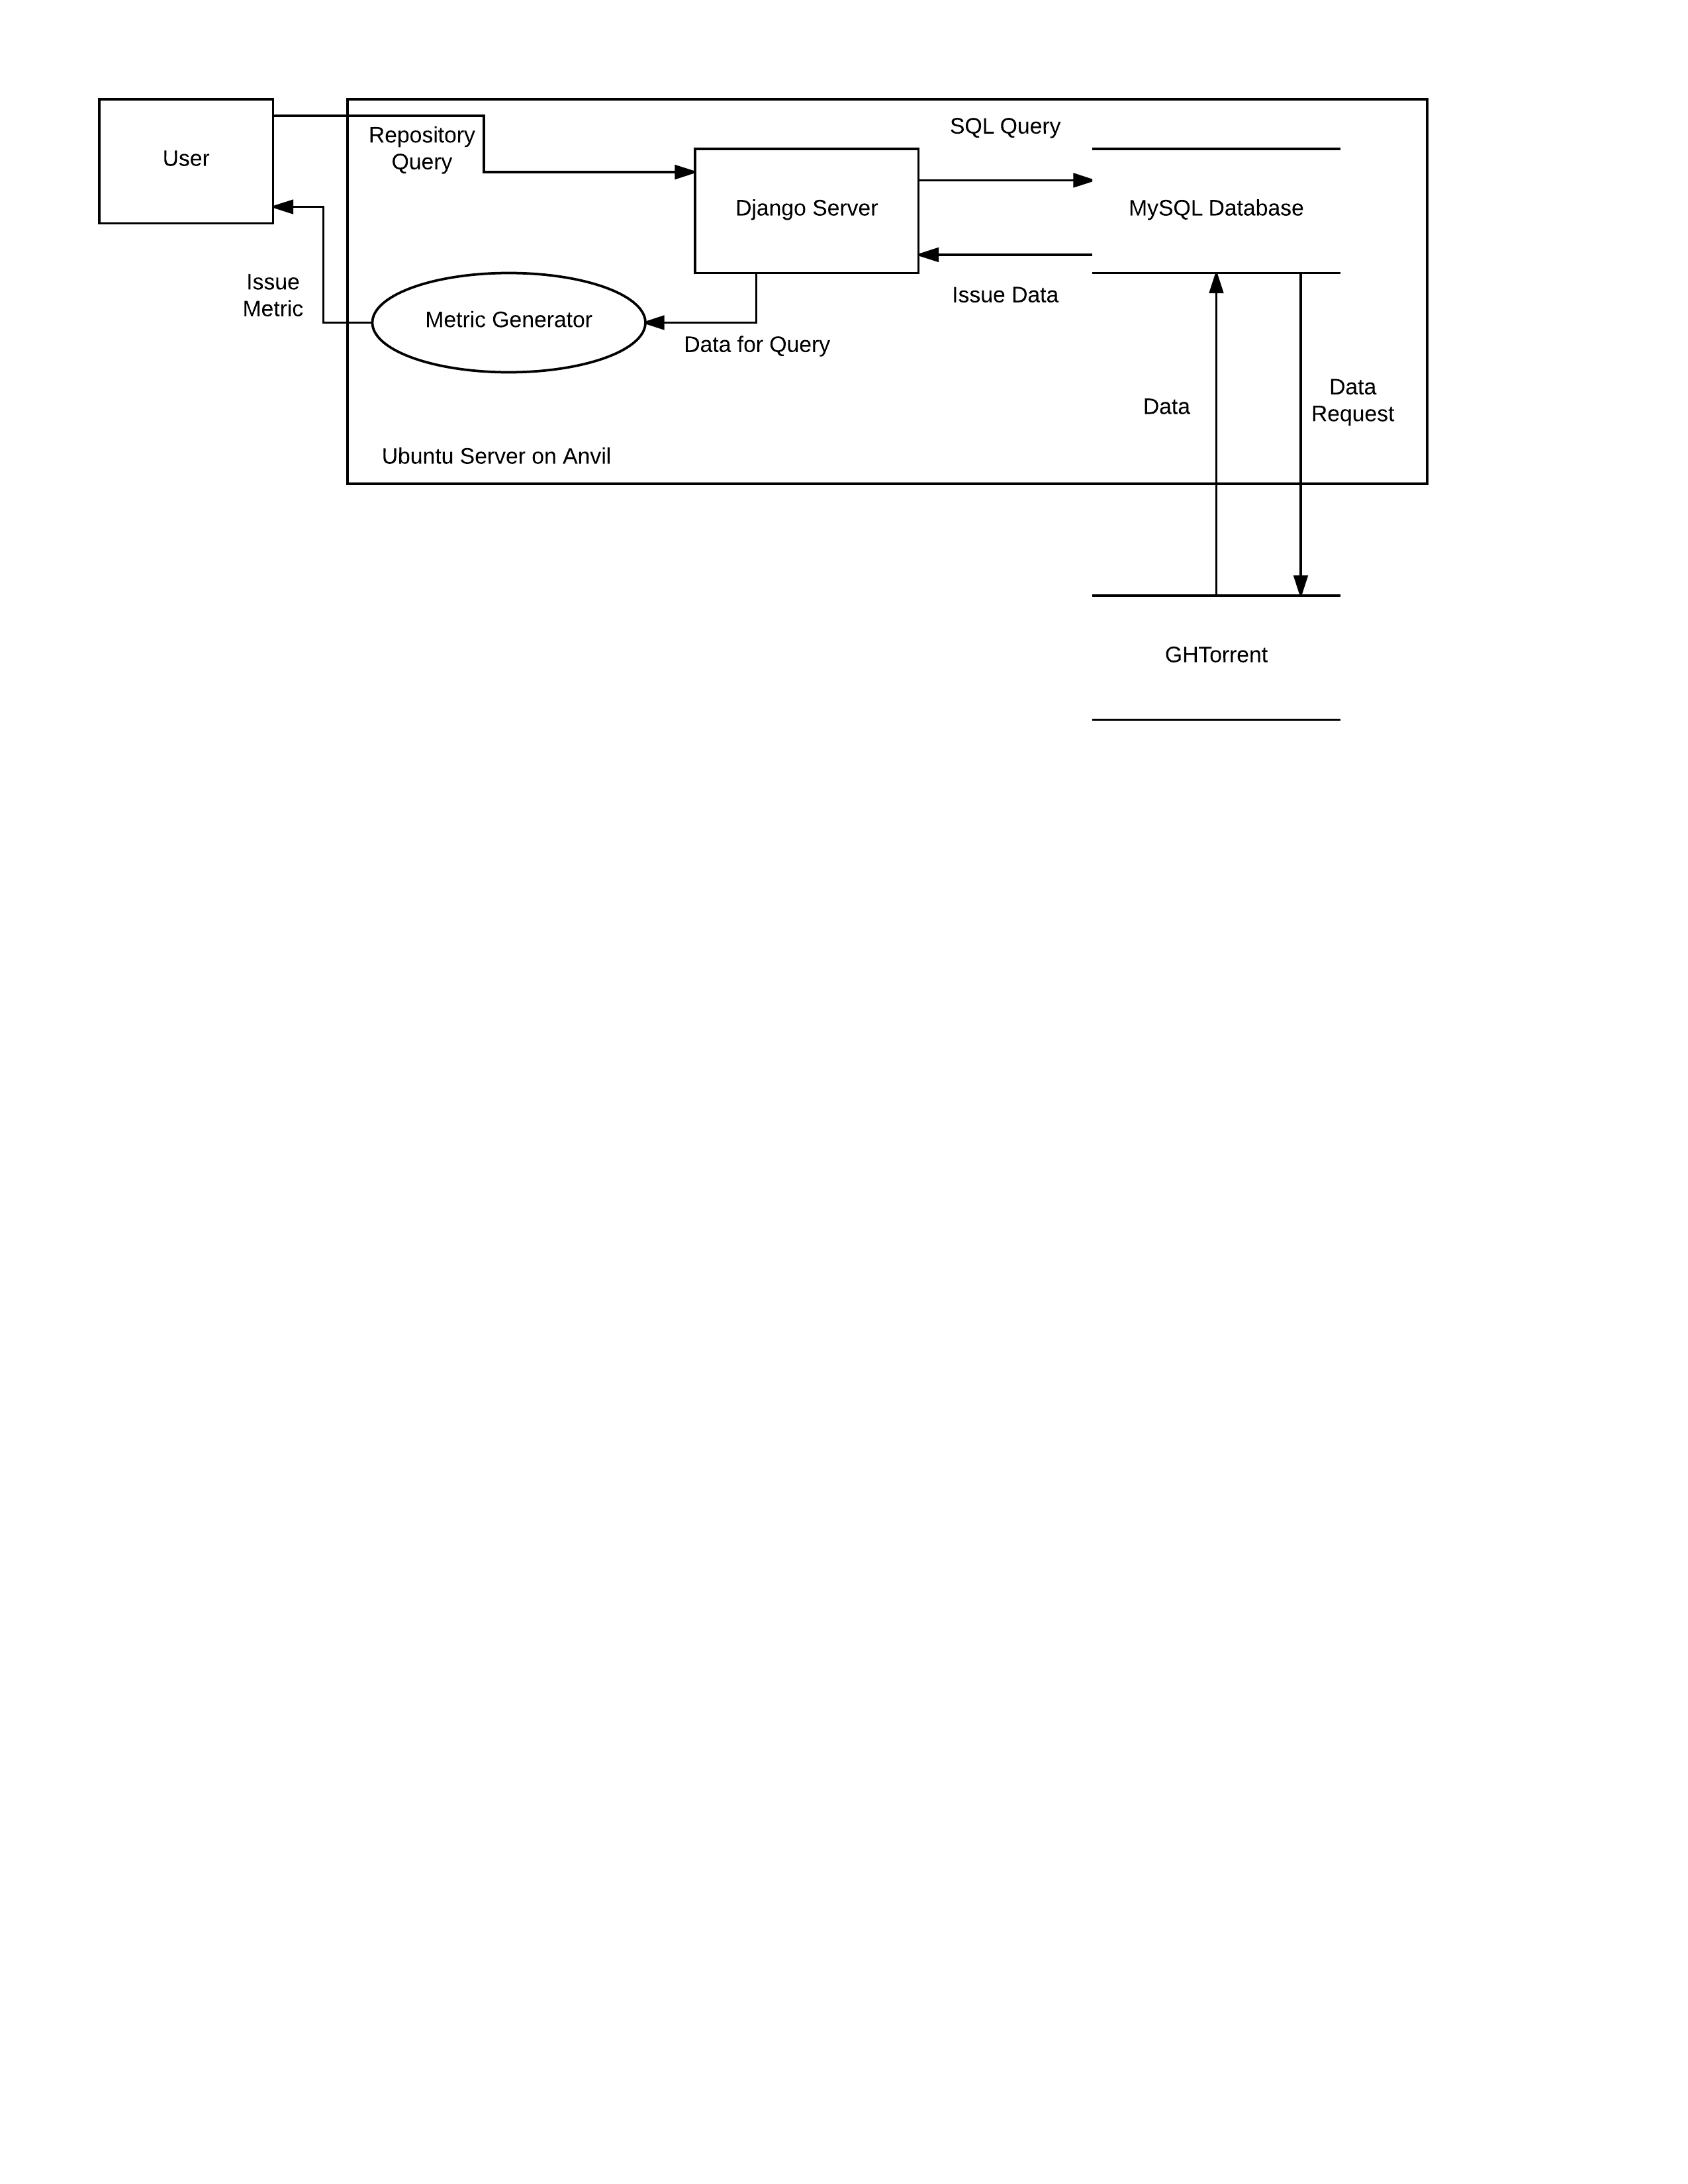 SQL Query
Repository
Query
User
Django Server
MySQL Database
Issue
Metric
Metric Generator
Issue Data
Data for Query
Data
Request
Data
Ubuntu Server on Anvil
GHTorrent